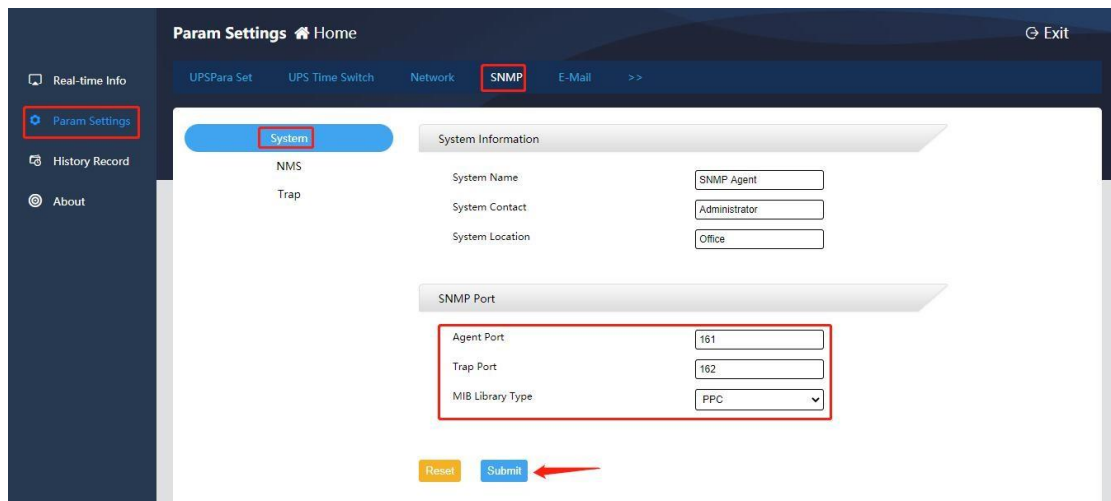 Param Settings Home
Exit
Real-time Info
Param Settings
History Record
About
UPSPara Set UPS Time Switch Network SNMP E-Mail >>
System
NMS
Trap
System Information
System Name SNMP Agent
System Contact Administrator
System Location Office
SNMP Port
Agent Port 161
Trap Port 162
MIB Library Type PPC
Reset Submit